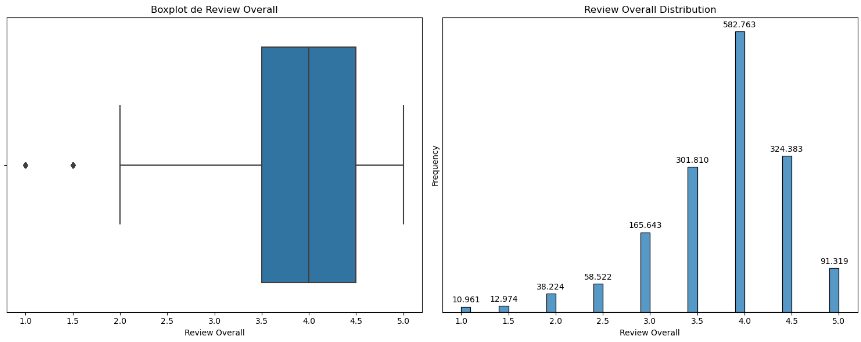 Boxplot de Review Overall
1.0 1.5 2.0 2.5 3.0 3.5 4.0 4.5 5.0
Review Overall
Review Overall Distribution
Frequency
10.961 12.974 38.224 58.522 165.643 301.810 582.763 324.383 91.319
1.0 1.5 2.0 2.5 3.0 3.5 4.0 4.5 5.0
Review Overall